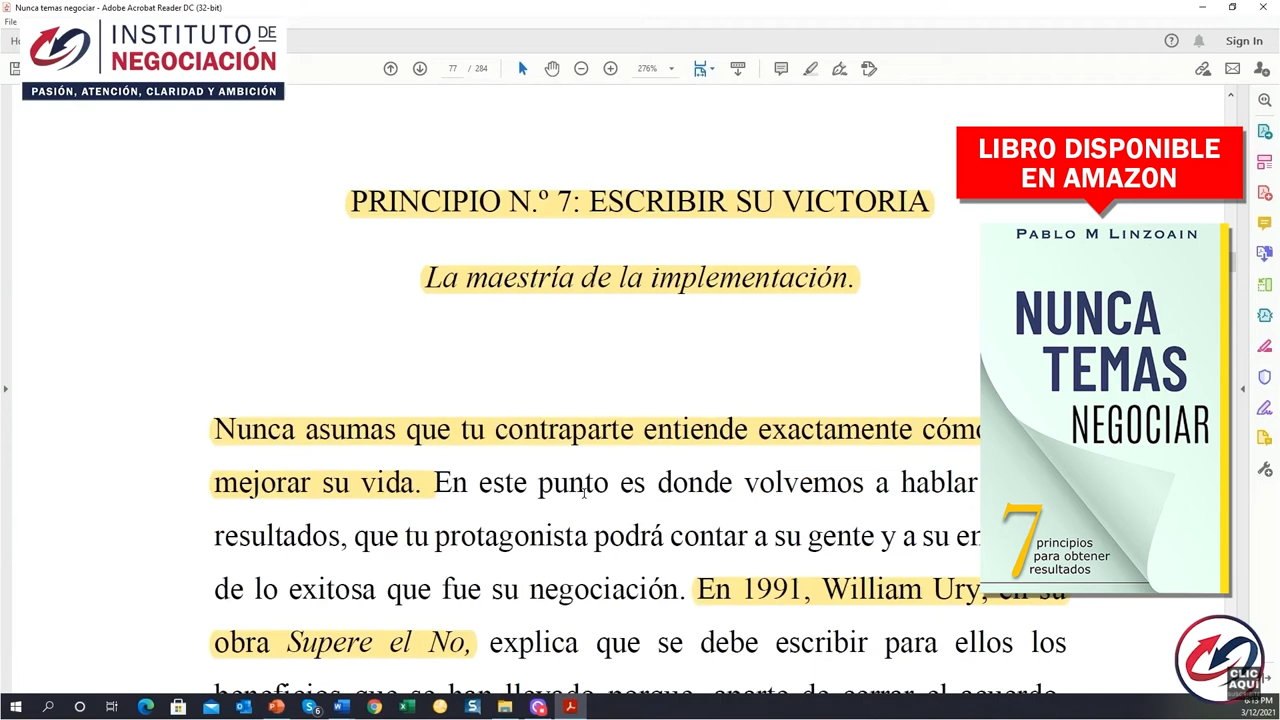 Nunca temas negociar - Adobe Acrobat Reader DC (32-bit)
INSTITUTO DE
NEGOCIACIÓN
PASIÓN, ATENCIÓN, CLARIDAD Y AMBICIÓN
77 / 284
276%
Sign In
PRINCIPIO N.º 7: ESCRIBIR SU VICTORIA
La maestría de la implementación.
Nunca asumas que tu contraparte entiende exactamente cómo
mejorar su vida. En este punto es donde volvemos a hablar
resultados, que tu protagonista podrá contar a su gente y a su
de lo exitosa que fue su negociación. En 1991, William Ury, en su
obra Supere el No, explica que se debe escribir para ellos los
LIBRO DISPONIBLE
EN AMAZON
PABLO M LINZOAIN
NUNCA
TEMAS
NEGOCIAR
7 principios
para obtener
resultados
CLIC
AQUÍ
6:15 PM
3/12/2021